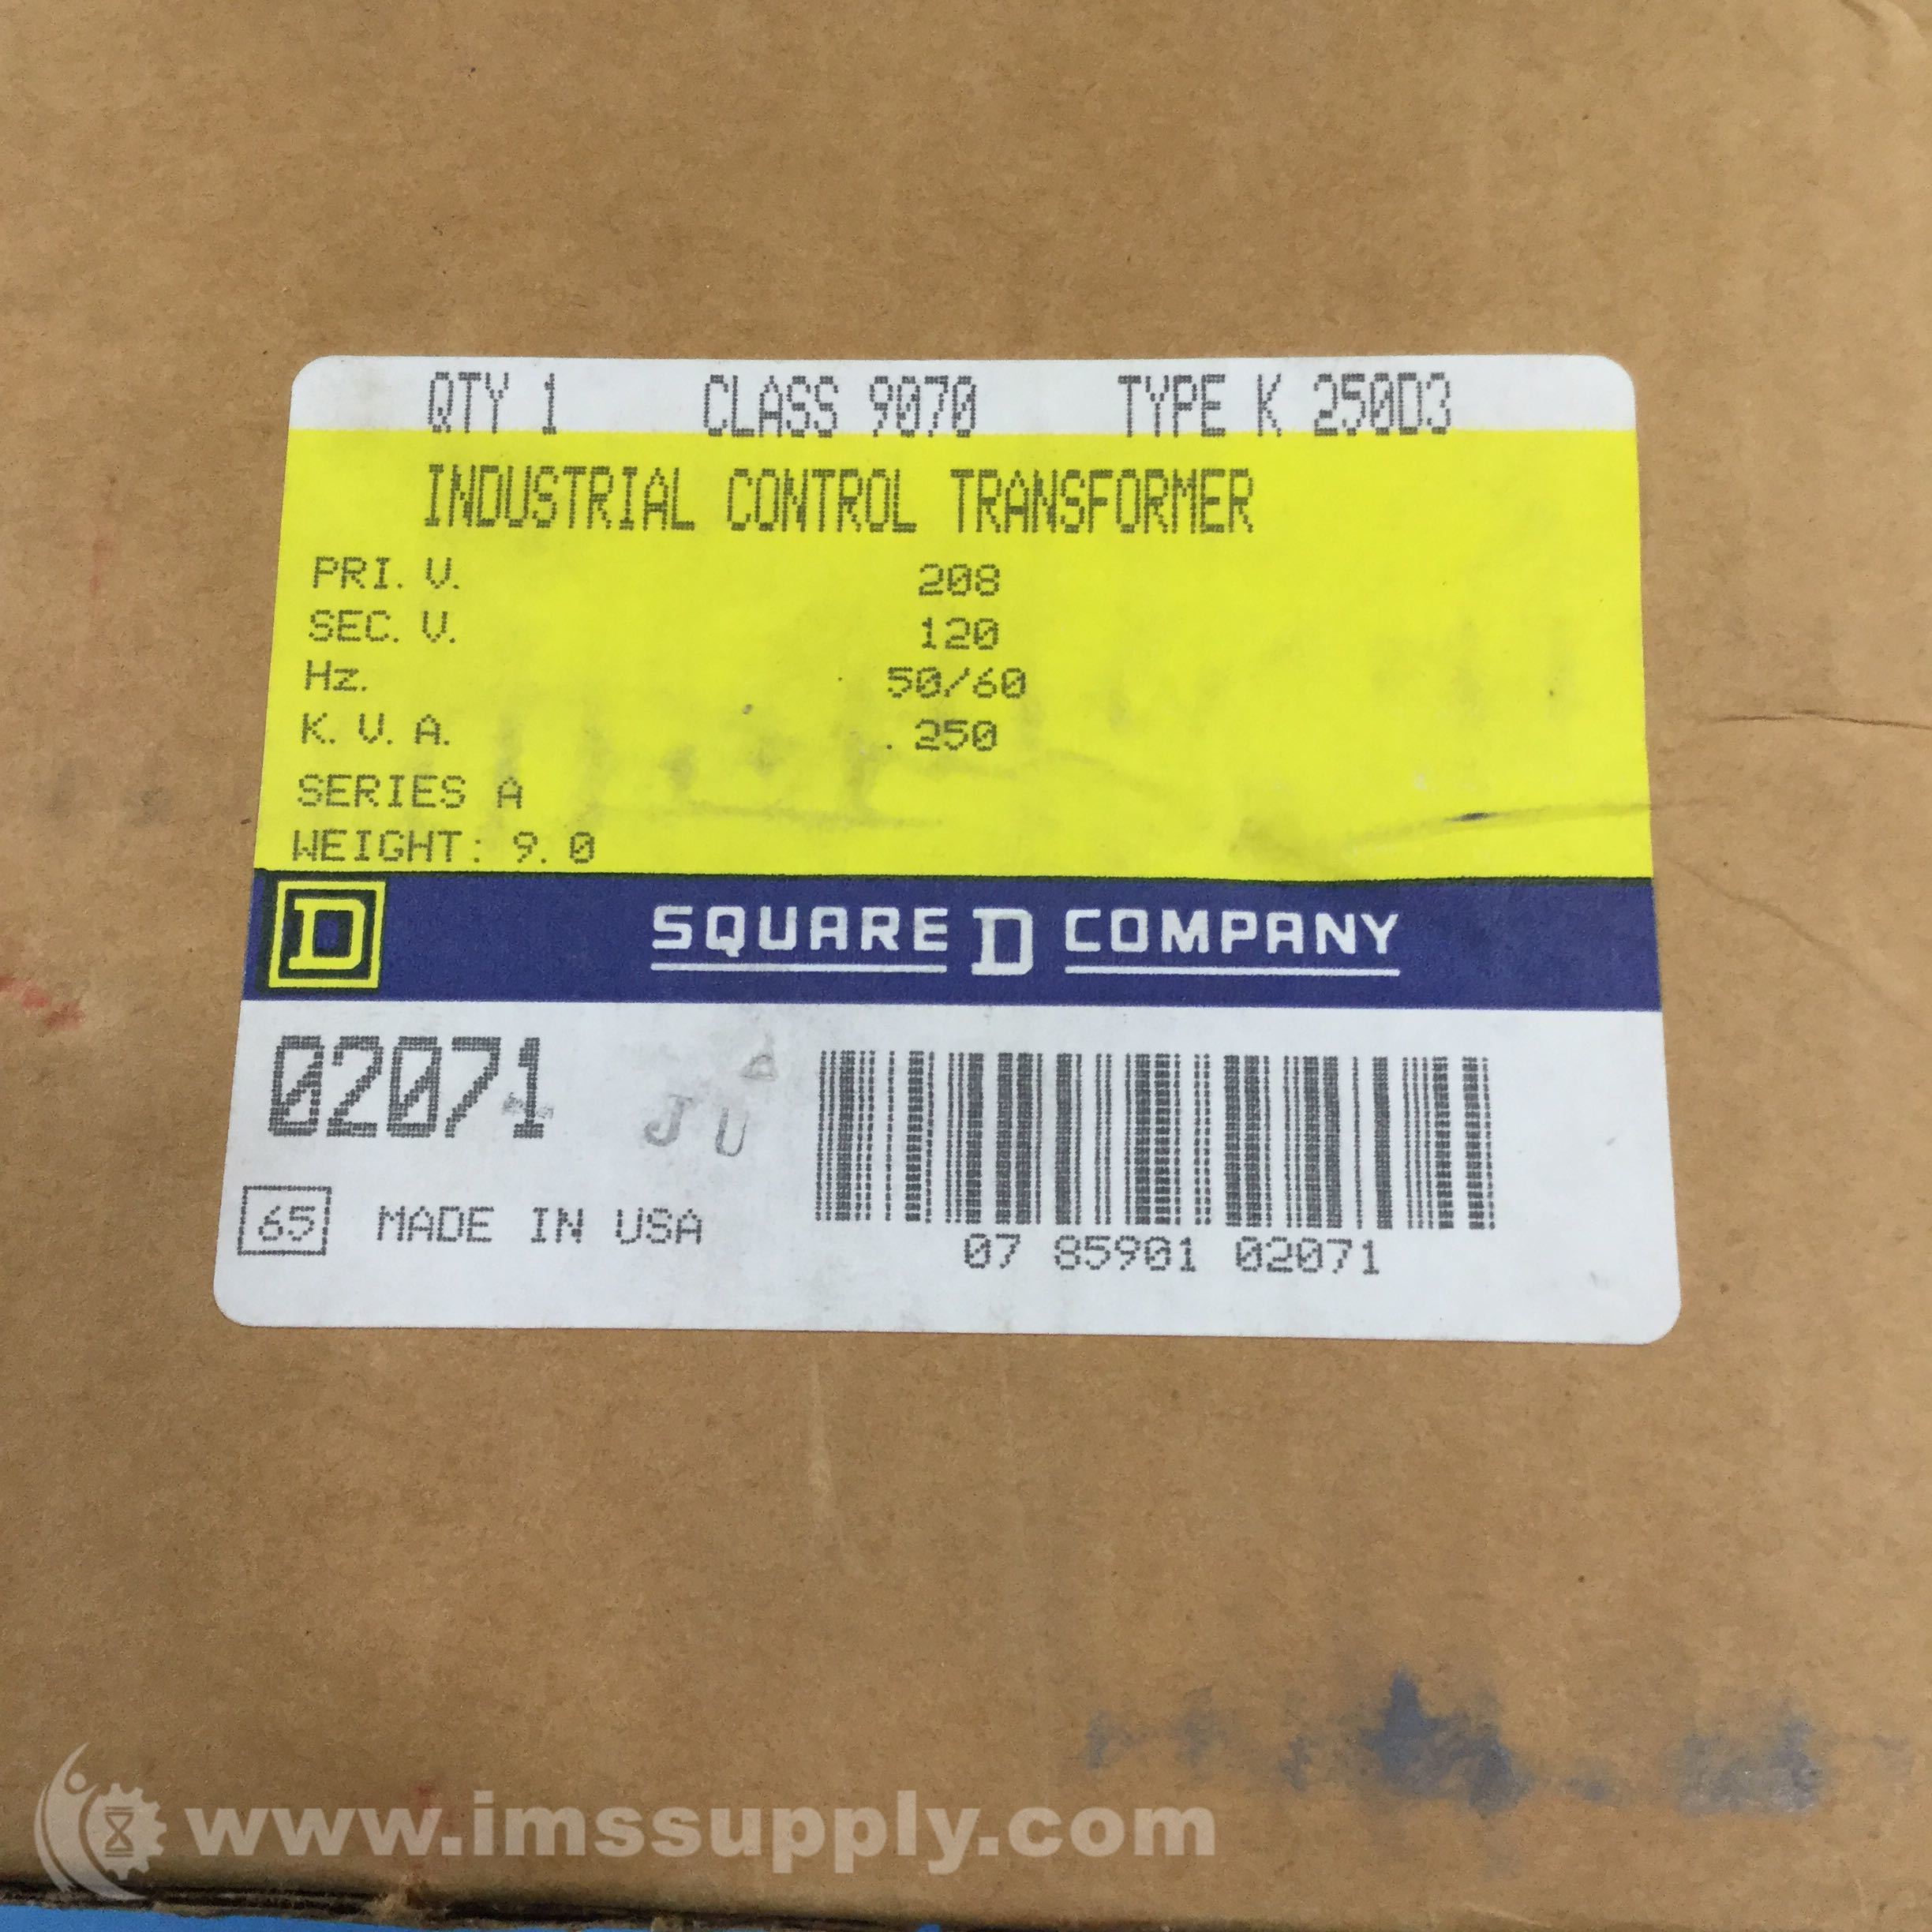 QTY 1 CLASS 9070 TYPE K 250D3
INDUSTRIAL CONTROL TRANSFORMER
PRI. V. 208
SEC. V. 120
Hz. 50/60
K. V. A. .250
SERIES A
WEIGHT: 9.0
D SQUARE D COMPANY
02071 JU
65 MADE IN USA
07 85901 02071
www.imssupply.com